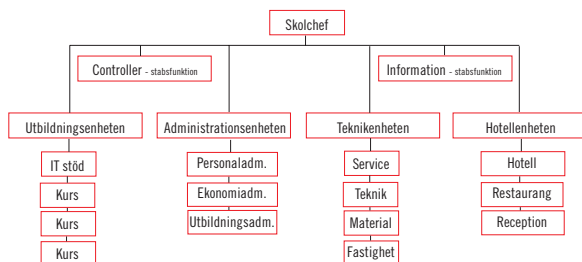 Skolchef
Controller - stabsfunktion
Information - stabsfunktion
Utbildningsenheten
Administrationsenheten
Teknikenheten
Hotellenheten
IT stöd
Personaladm.
Service
Hotell
Kurs
Ekonomiadm.
Teknik
Restaurang
Kurs
Utbildningsadm.
Material
Reception
Kurs
Fastighet